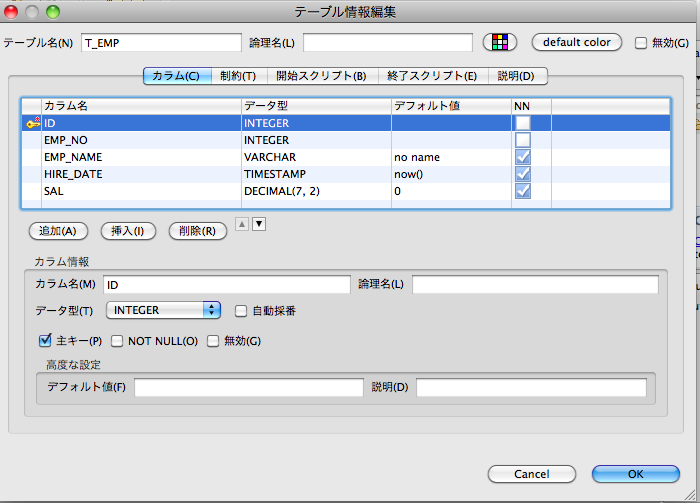 テーブル情報編集
テーブル名(N) T_EMP 論理名(L) default color 無効(G)
カラム(C) 制約(T) 開始スクリプト(B) 終了スクリプト(E) 説明(D)
カラム名 データ型 デフォルト値 NN
ID INTEGER
EMP_NO INTEGER
EMP_NAME VARCHAR no name
HIRE_DATE TIMESTAMP now()
SAL DECIMAL(7, 2) 0
追加(A) 挿入(I) 削除(R)
カラム情報
カラム名(M) ID 論理名(L)
データ型(T) INTEGER 自動採番
主キー(P) NOT NULL(O) 無効(G)
高度な設定
デフォルト値(F) 説明(D)
Cancel OK